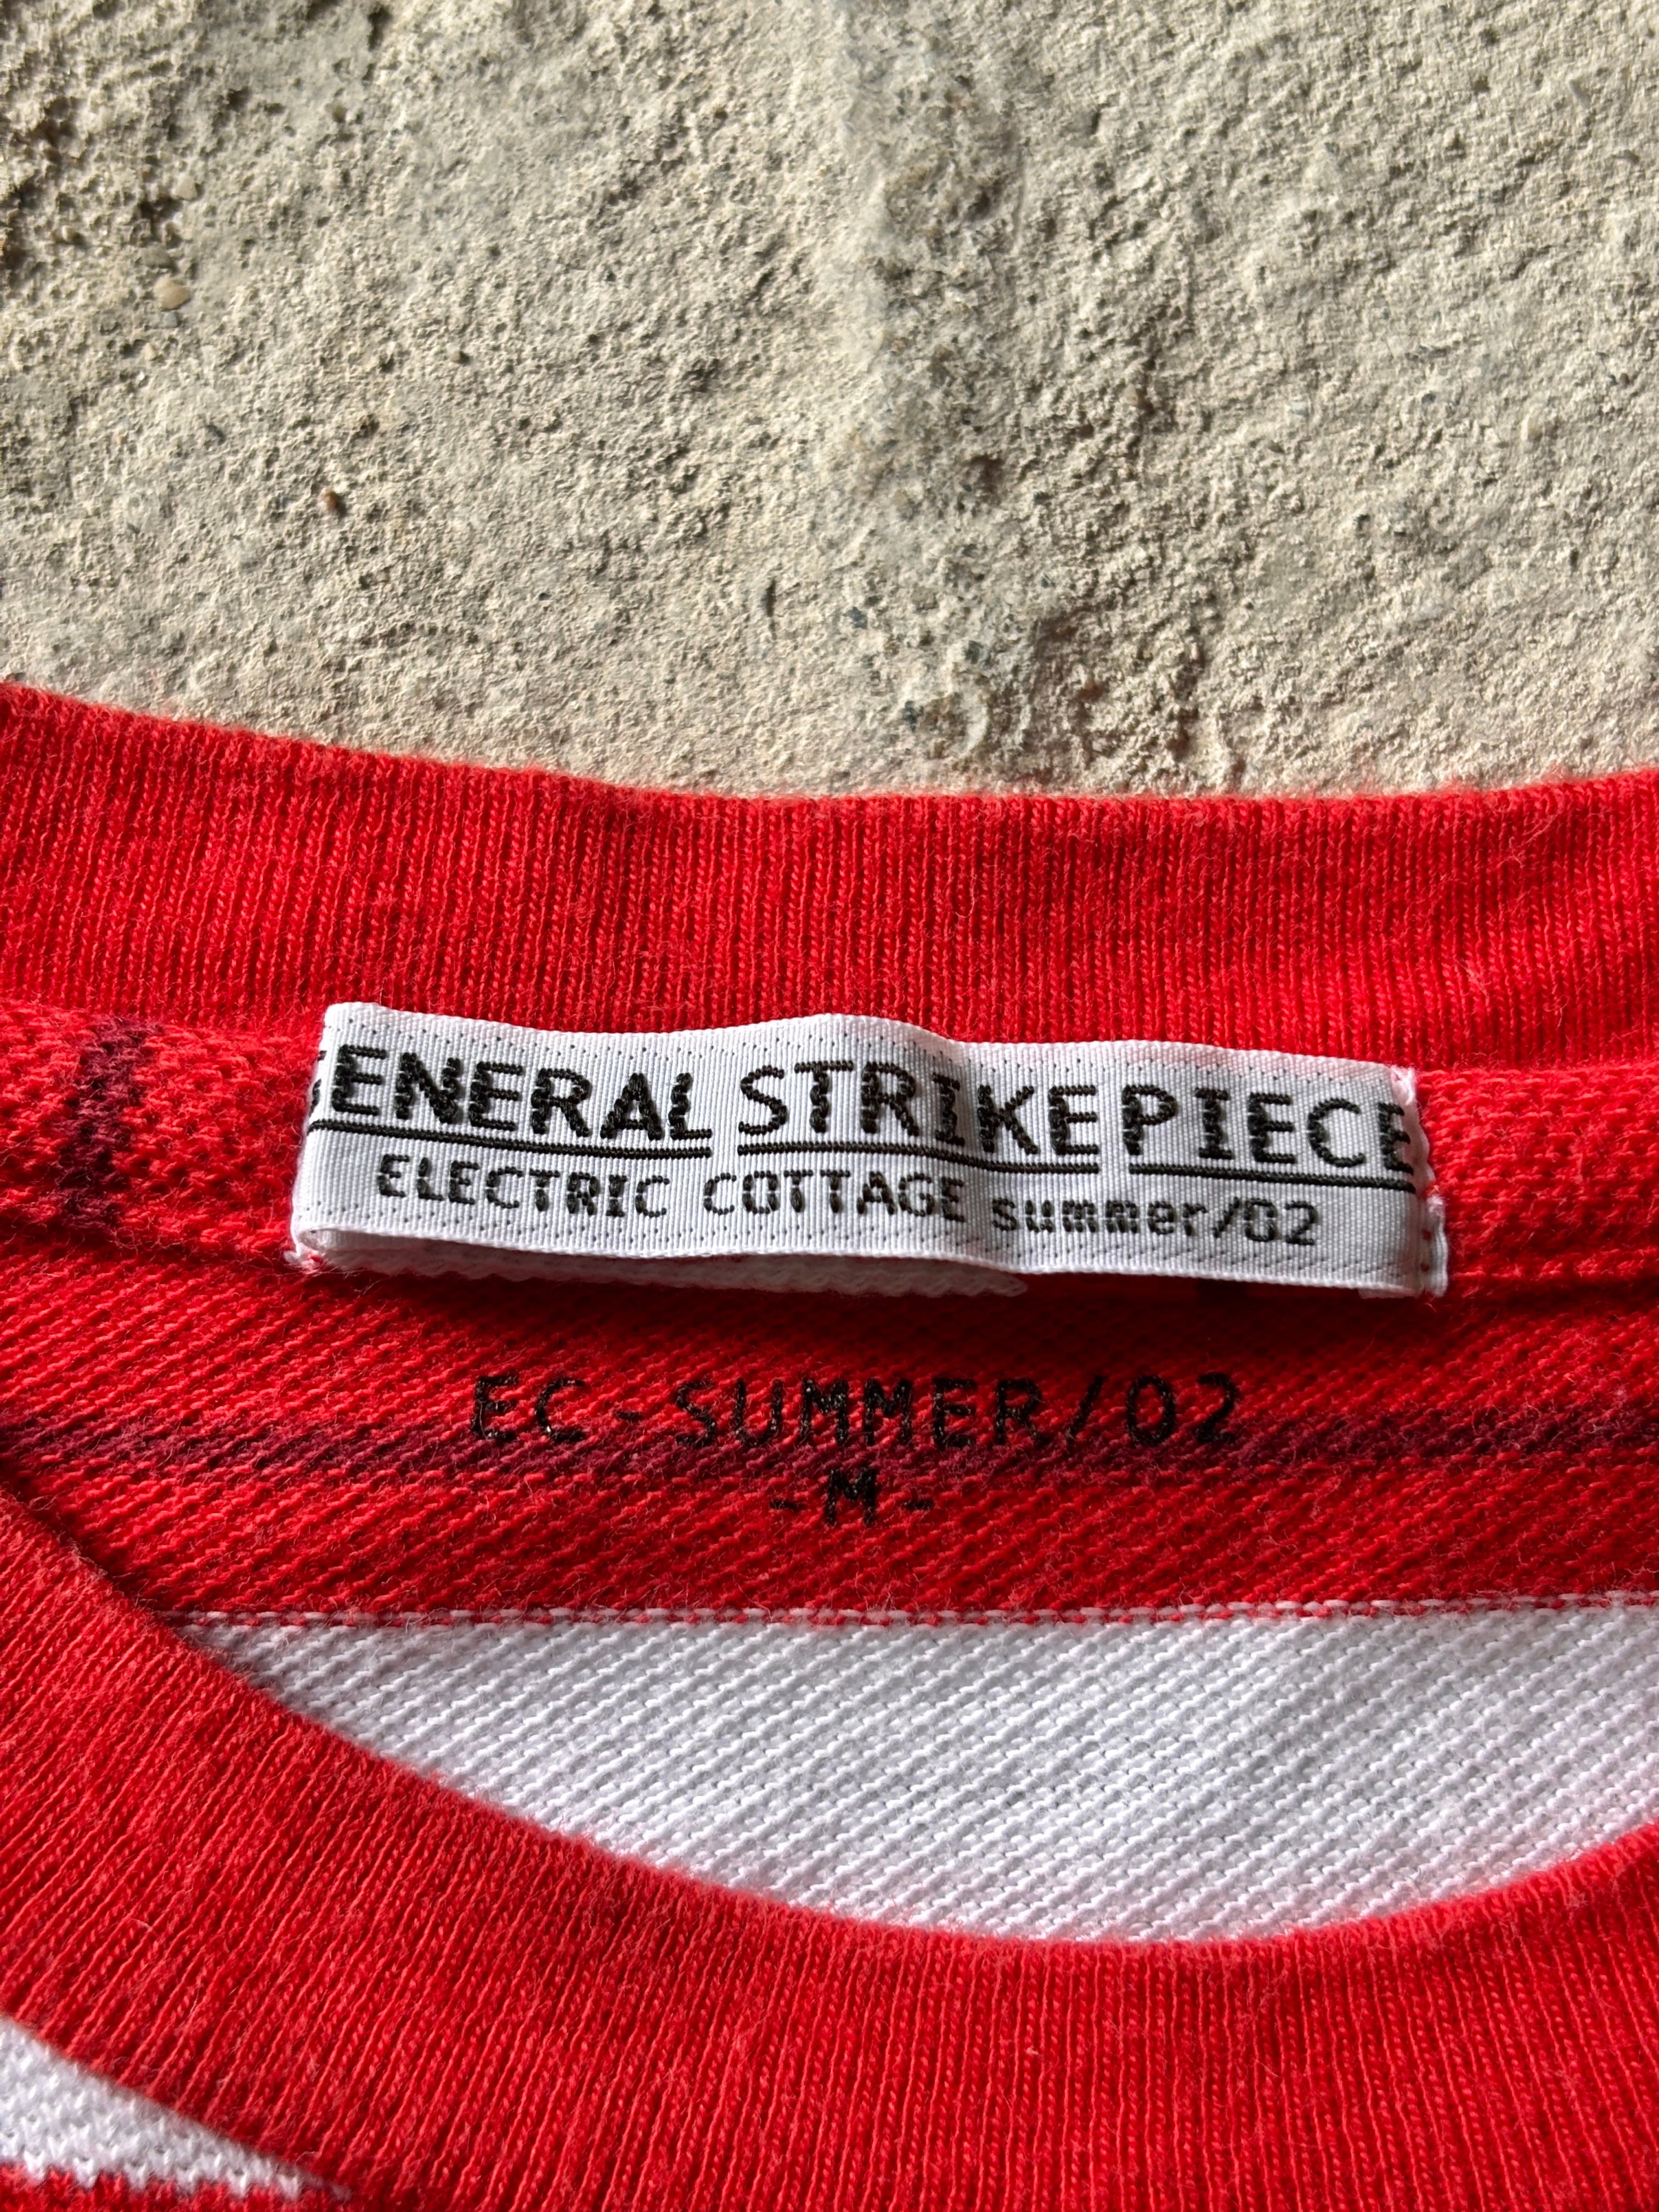 GENERAL STRIKE PIECE
ELECTRIC COTTAGE summer/02
EC-SUMMER/02
-M-